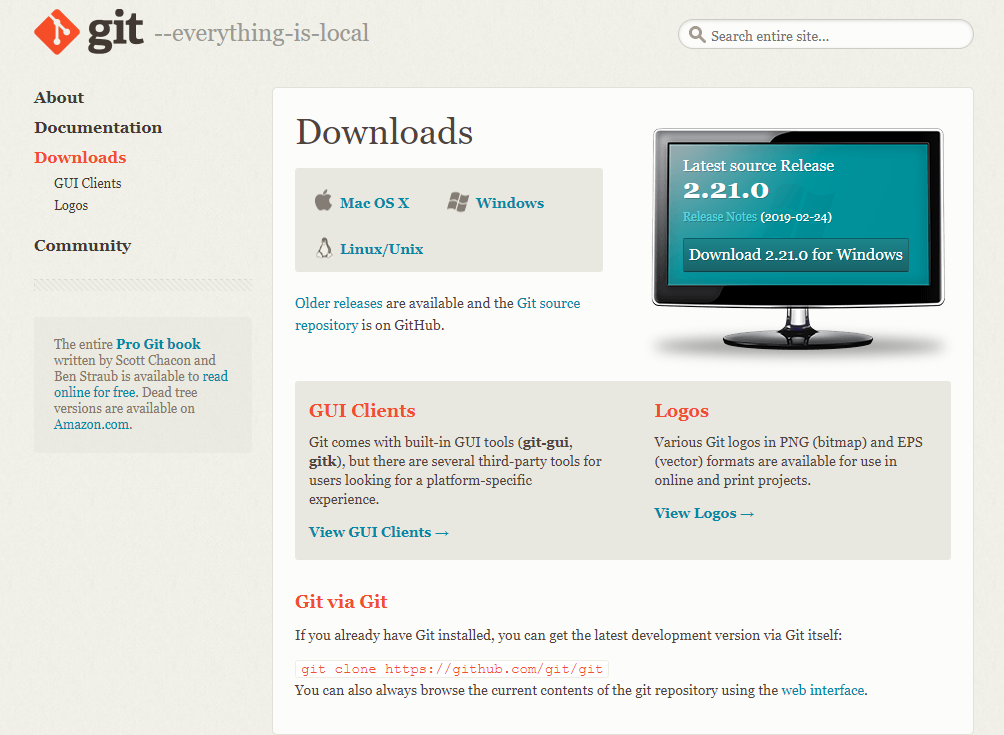 git --everything-is-local
Search entire site...
About
Documentation
Downloads
GUI Clients
Logos
Community
The entire Pro Git book
written by Scott Chacon and
Ben Straub is available to read
online for free. Dead tree
versions are available on
Amazon.com.
Downloads
Mac OS X
Windows
Linux/Unix
Older releases are available and the Git source
repository is on GitHub.
Latest source Release
2.21.0
Release Notes (2019-02-24)
Download 2.21.0 for Windows
GUI Clients
Git comes with built-in GUI tools (git-gui,
gitk), but there are several third-party tools for
users looking for a platform-specific
experience.
View GUI Clients →
Logos
Various Git logos in PNG (bitmap) and EPS
(vector) formats are available for use in
online and print projects.
View Logos →
Git via Git
If you already have Git installed, you can get the latest development version via Git itself:
git clone https://github.com/git/git
You can also always browse the current contents of the git repository using the web interface.